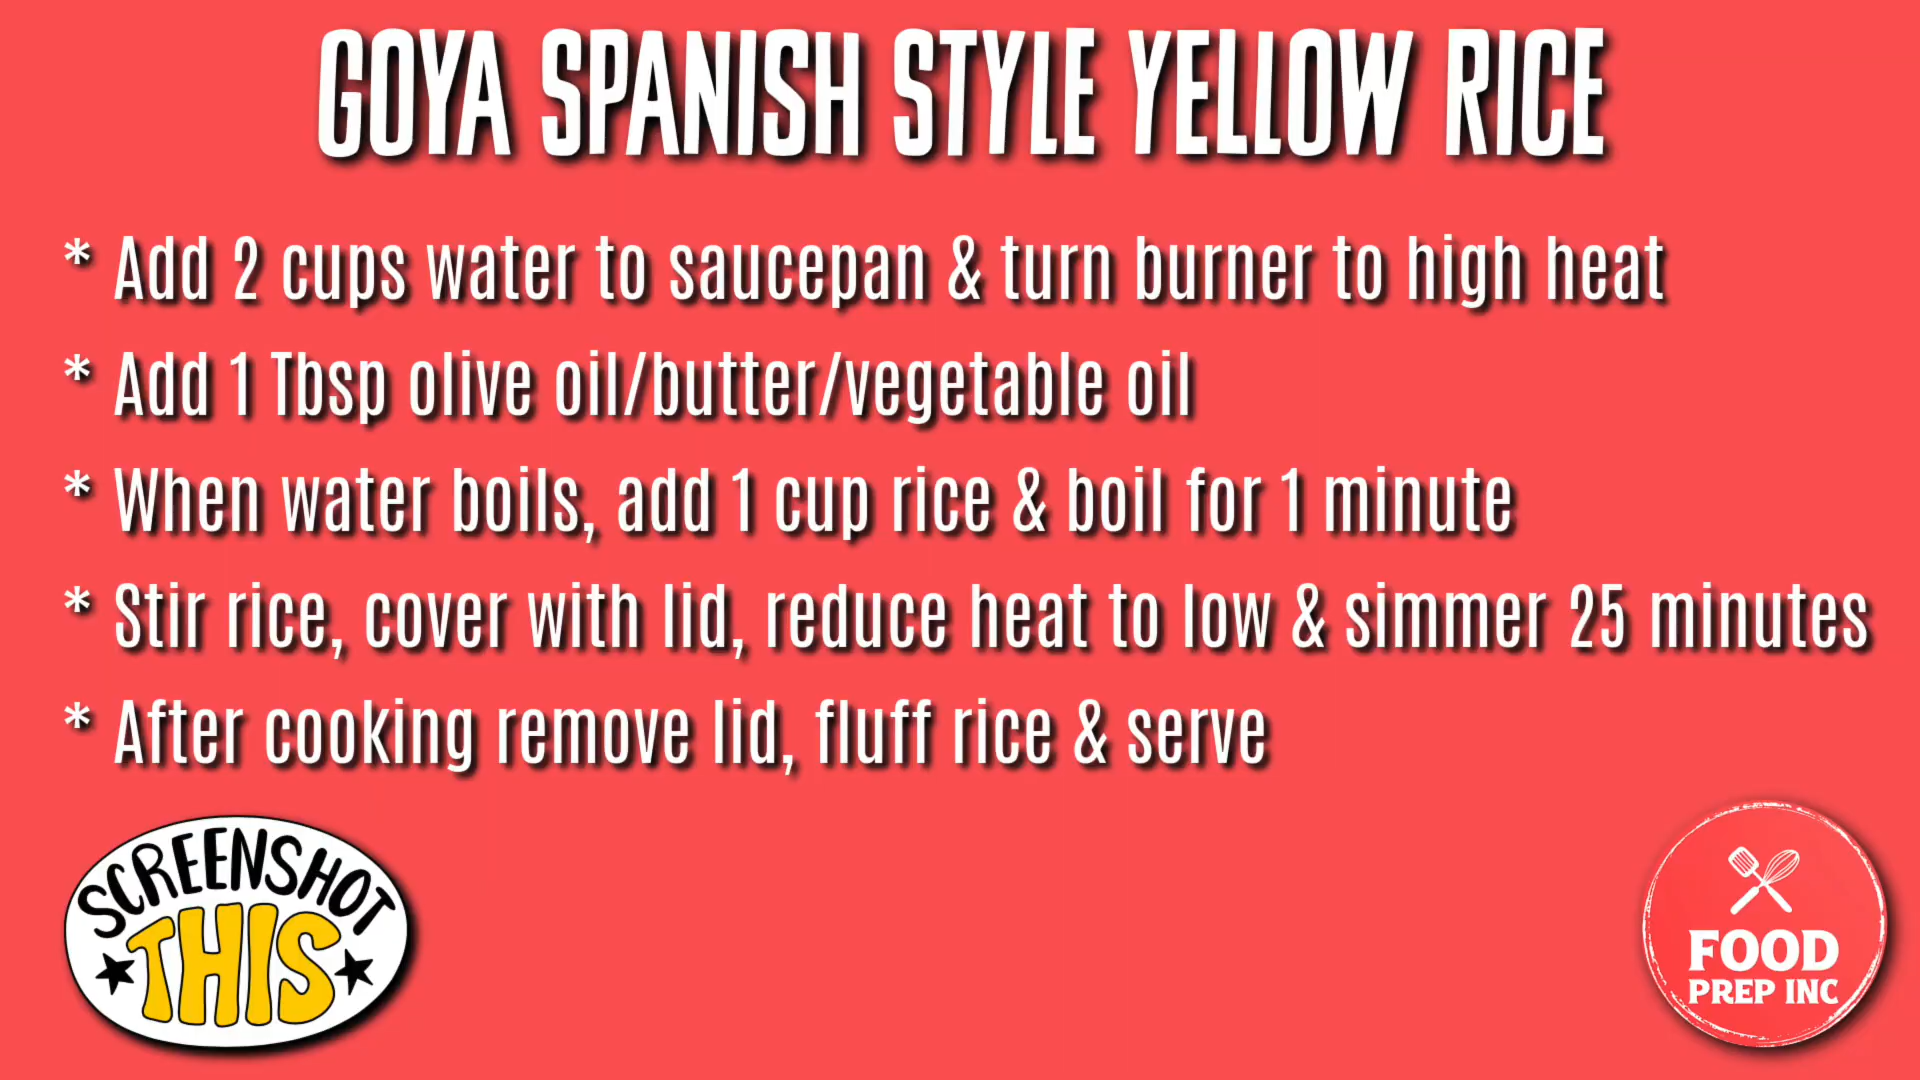 GOYA SPANISH STYLE YELLOW RICE
* Add 2 cups water to saucepan & turn burner to high heat
* Add 1 Tbsp olive oil/butter/vegetable oil
* When water boils, add 1 cup rice & boil for 1 minute
* Stir rice, cover with lid, reduce heat to low & simmer 25 minutes
* After cooking remove lid, fluff rice & serve
SCREENSHOT
THIS
FOOD
PREP INC